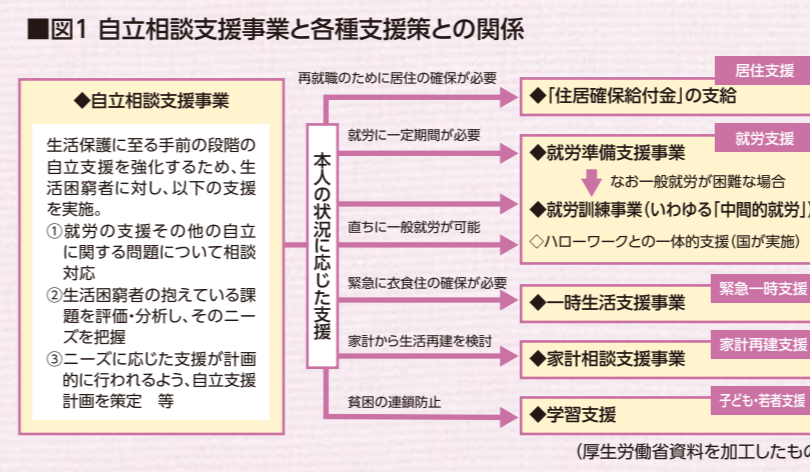 ■図1 自立相談支援事業と各種支援策との関係
◆自立相談支援事業
生活保護に至る手前の段階の
自立支援を強化するため、生
活困窮者に対し、以下の支援
を実施。
①就労の支援その他の自立
に関する問題について相談
対応
②生活困窮者の抱えている課
題を評価・分析し、そのニー
ズを把握
③ニーズに応じた支援が計画
的に行われるよう、自立支援
計画を策定　等
本人の状況に応じた支援
再就職のために居住の確保が必要
居住支援
◆「住居確保給付金」の支給
就労に一定期間が必要
就労支援
◆就労準備支援事業
なお一般就労が困難な場合
◆就労訓練事業(いわゆる「中間的就労」)
直ちに一般就労が可能
◇ハローワークとの一体的支援(国が実施)
緊急に衣食住の確保が必要
緊急一時支援
◆一時生活支援事業
家計から生活再建を検討
家計再建支援
◆家計相談支援事業
貧困の連鎖防止
子ども・若者支援
◆学習支援
(厚生労働省資料を加工したもの